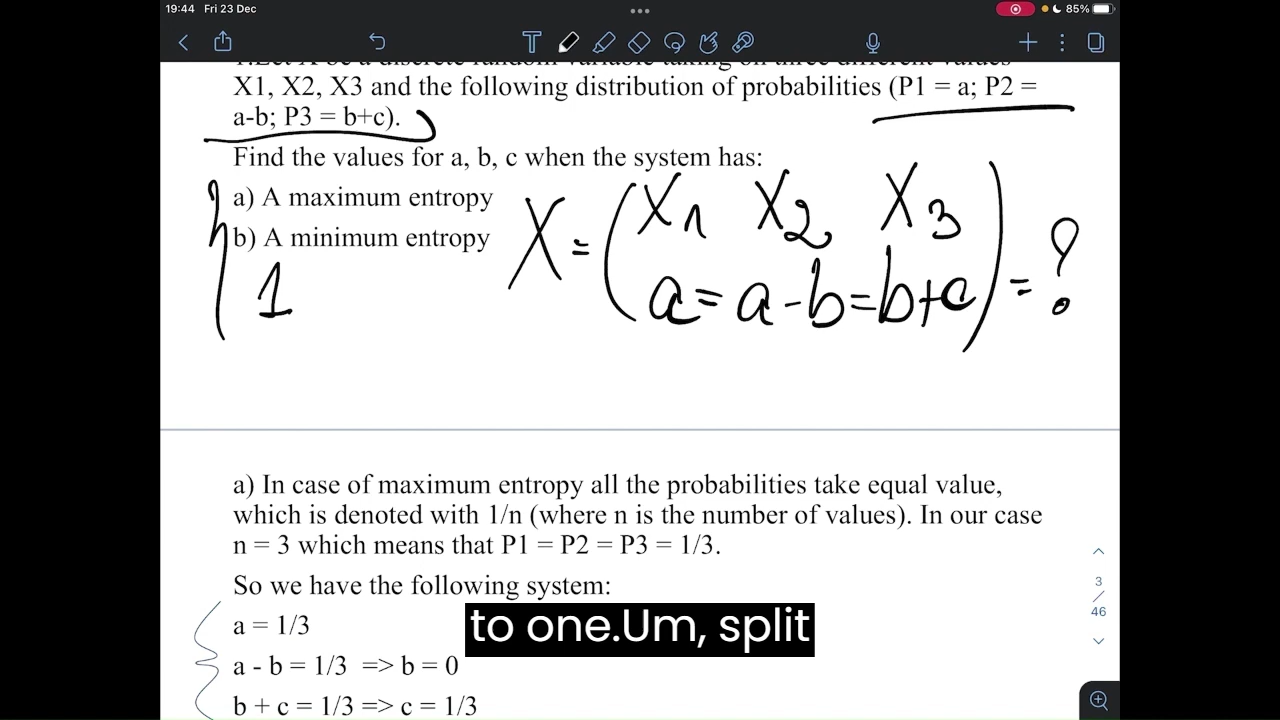 19:44 Fri 23 Dec 85%
X1, X2, X3 and the following distribution of probabilities (P1 = a; P2 =
a-b; P3 = b+c).
Find the values for a, b, c when the system has:
a) A maximum entropy
b) A minimum entropy
X = ( X1 X2 X3
a = a - b = b + c ) = ?
1
a) In case of maximum entropy all the probabilities take equal value,
which is denoted with 1/n (where n is the number of values). In our case
n = 3 which means that P1 = P2 = P3 = 1/3.
So we have the following system:
a = 1/3
a - b = 1/3 => b = 0
b + c = 1/3 => c = 1/3
3
/
46
to one.Um, split